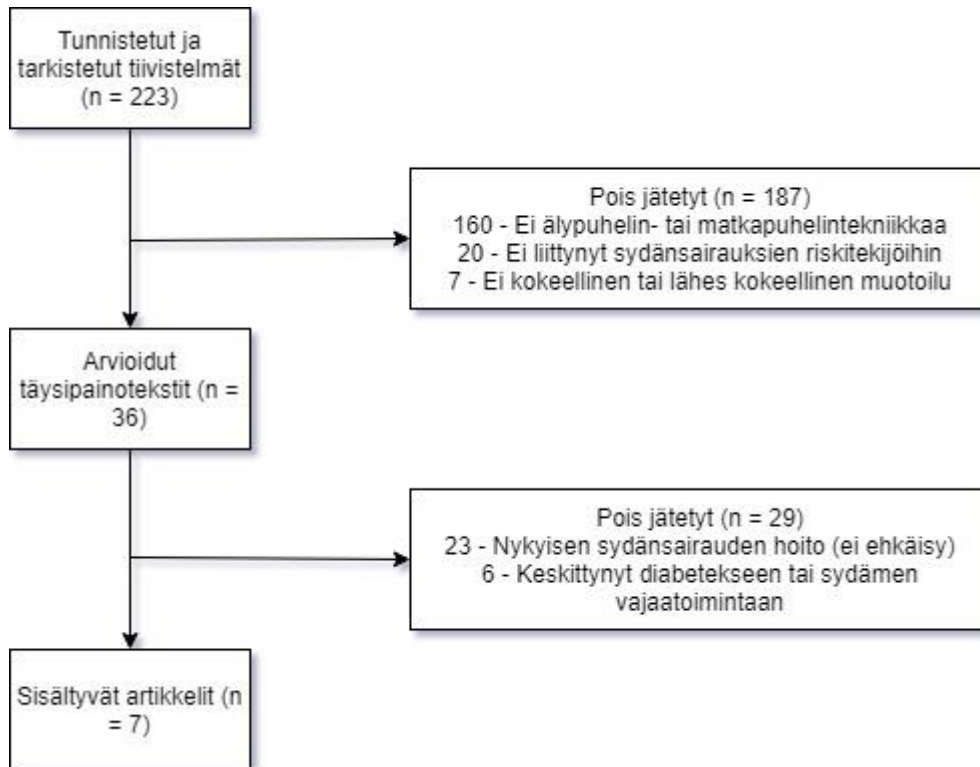 Tunnistetut ja
tarkistetut tiivistelmät
(n = 223)
Pois jätetyt (n = 187)
160 - Ei älypuhelin- tai matkapuhelintekniikkaa
20 - Ei liittynyt sydänsairauksien riskitekijöihin
7 - Ei kokeellinen tai lähes kokeellinen muotoilu
Arvioidut
täysipainotekstit (n =
36)
Pois jätetyt (n = 29)
23 - Nykyisen sydänsairauden hoito (ei ehkäisy)
6 - Keskittynyt diabetekseen tai sydämen
vajaatoimintaan
Sisältyvät artikkelit (n
= 7)